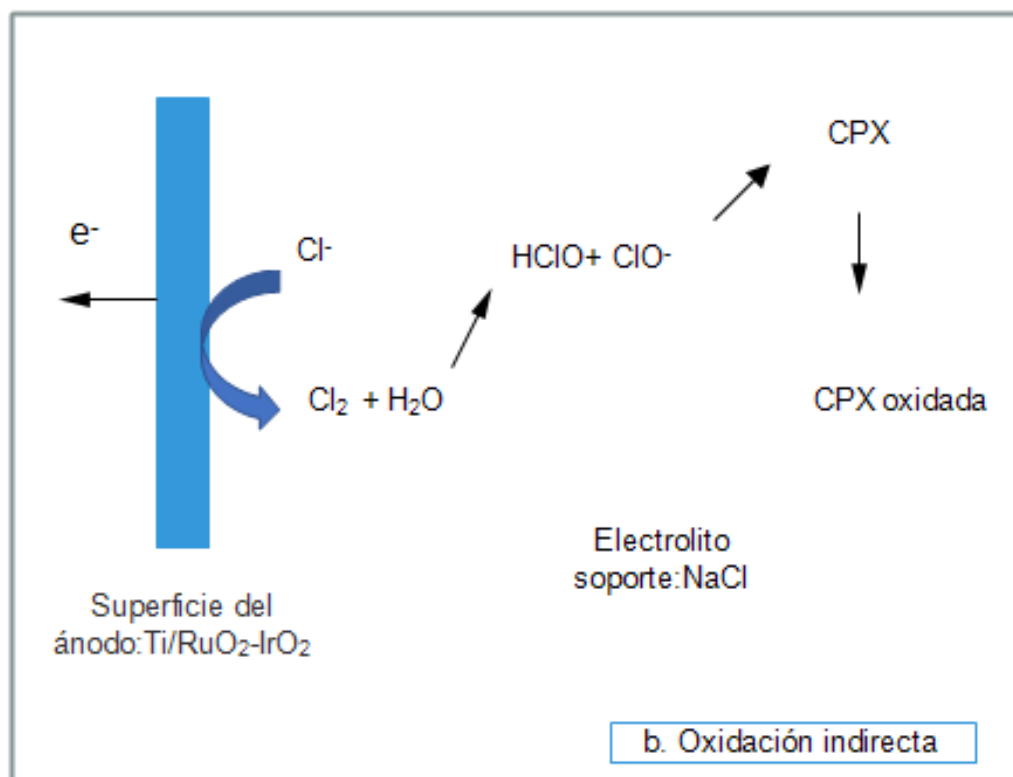 CPX
e⁻
Cl⁻
HClO+ ClO⁻
Cl₂ + H₂O
CPX oxidada
Electrolito
soporte:NaCl
Superficie del
ánodo:Ti/RuO₂-IrO₂
b. Oxidación indirecta